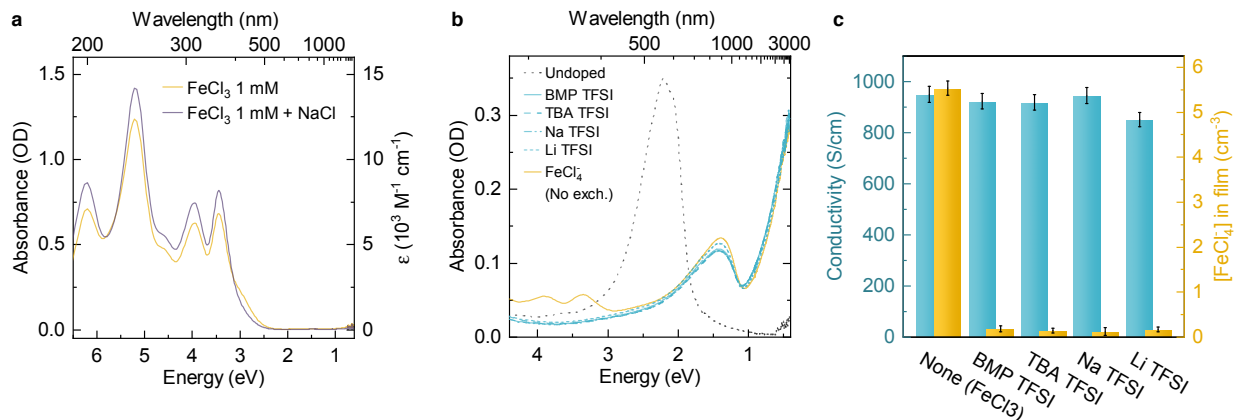 a
Wavelength (nm)
200 300 500 1000
1.5
1.0
0.5
0.0
Absorbance (OD)
FeCl₃ 1 mM
FeCl₃ 1 mM + NaCl
15
10
5
0
ε (10³ M⁻¹ cm⁻¹)
6 5 4 3 2 1
Energy (eV)
b
Wavelength (nm)
500 1000 3000
0.3
0.2
0.1
0.0
Absorbance (OD)
Undoped
BMP TFSI
TBA TFSI
Na TFSI
Li TFSI
FeCl₄⁻
(No exch.)
4 3 2 1
Energy (eV)
c
1000
800
600
400
200
0
Conductivity (S/cm)
6
5
4
3
2
1
0
[FeCl₄⁻] in film (cm⁻³)
None (FeCl3)
BMP TFSI
TBA TFSI
Na TFSI
Li TFSI